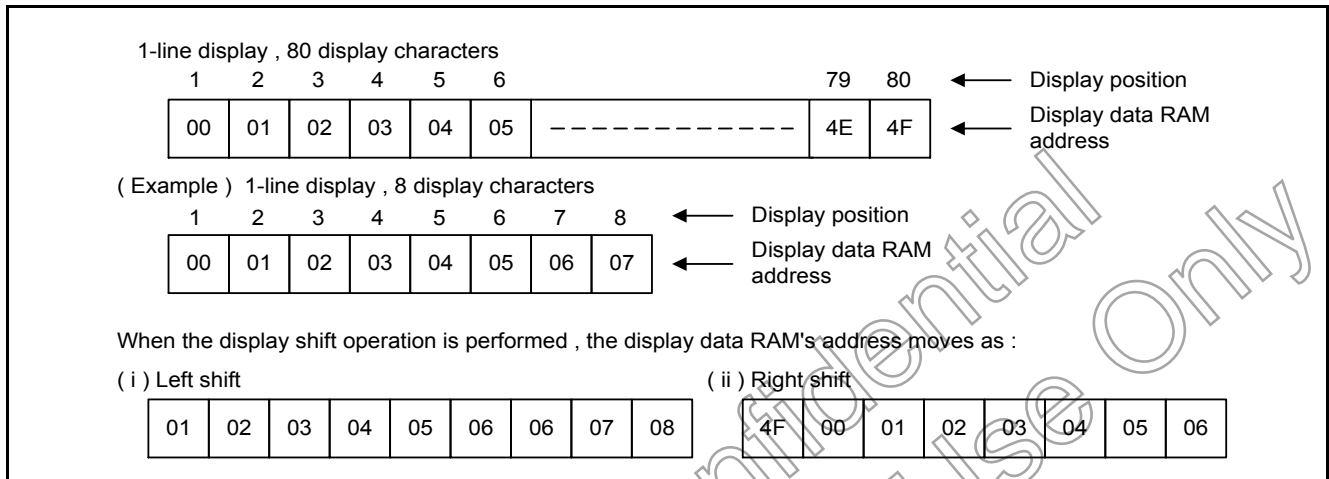 1-line display , 80 display characters
1 2 3 4 5 6 79 80 Display position
00 01 02 03 04 05 4E 4F Display data RAM address
( Example ) 1-line display , 8 display characters
1 2 3 4 5 6 7 8 Display position
00 01 02 03 04 05 06 07 Display data RAM address
When the display shift operation is performed , the display data RAM's address moves as :
( i ) Left shift ( ii ) Right shift
01 02 03 04 05 06 06 07 08 4F 00 01 02 03 04 05 06
Confidential
Use Only